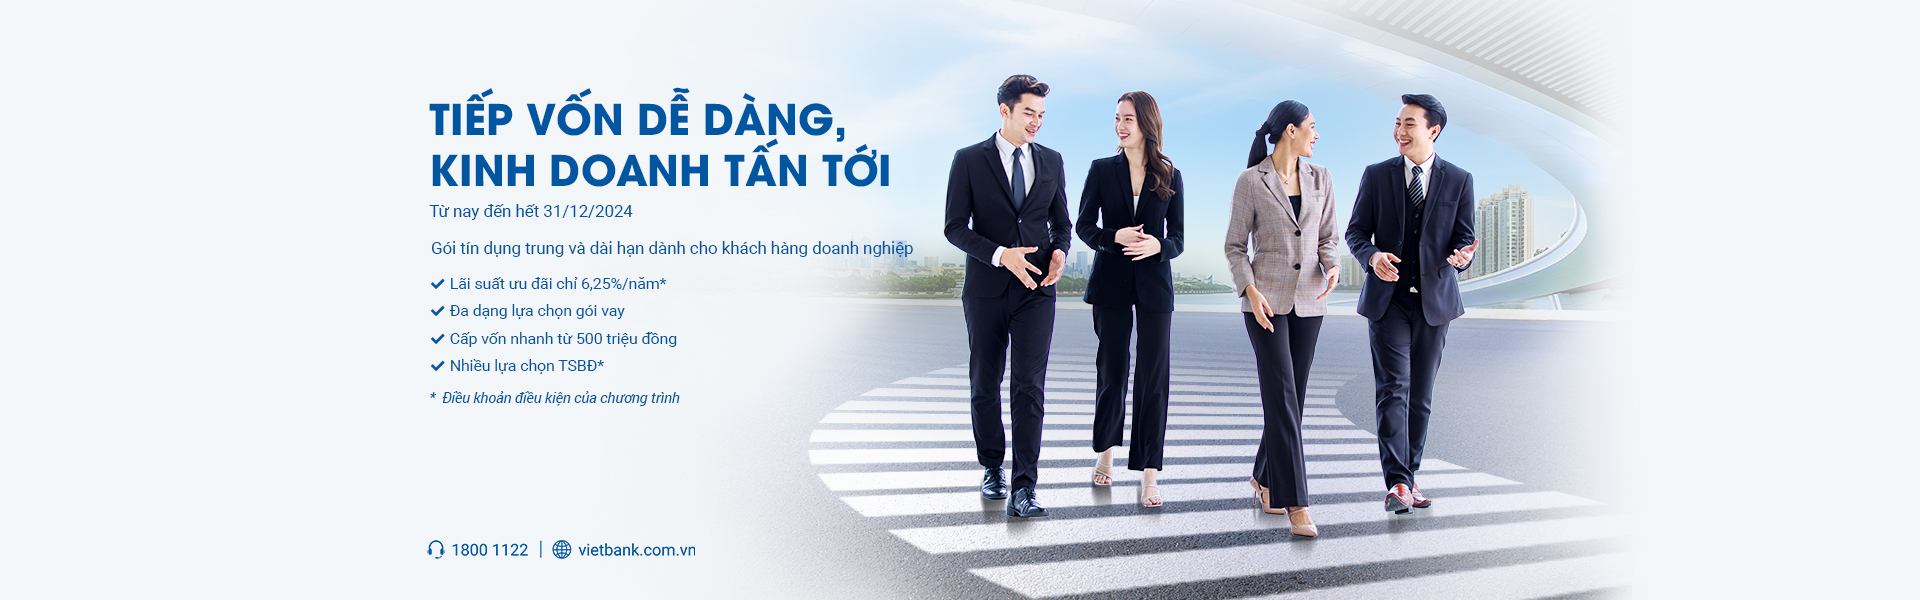 TIẾP VỐN DỄ DÀNG,
KINH DOANH TẤN TỚI
Từ nay đến hết 31/12/2024
Gói tín dụng trung và dài hạn dành cho khách hàng doanh nghiệp
Lãi suất ưu đãi chỉ 6,25%/năm*
Đa dạng lựa chọn gói vay
Cấp vốn nhanh từ 500 triệu đồng
Nhiều lựa chọn TSBĐ*
* Điều khoản điều kiện của chương trình
1800 1122 | vietbank.com.vn